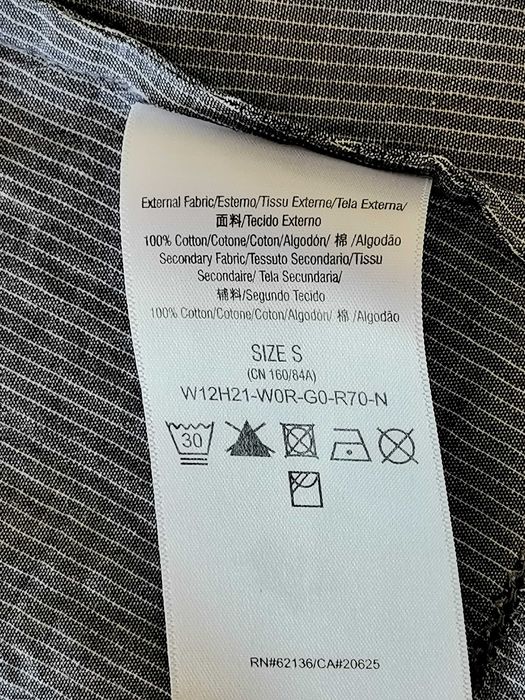 External Fabric/Esterno/Tissu Externe/Tela Externa/
面料/Tecido Externo
100% Cotton/Cotone/Coton/Algodón/ 棉 /Algodão
Secondary Fabric/Tessuto Secondario/Tissu
Secondaire/ Tela Secundaria/
辅料/Segundo Tecido
100% Cotton/Cotone/Coton/Algodón/ 棉 /Algodão
SIZE S
(CN 160/84A)
W12H21-W0R-G0-R70-N
30
RN#62136/CA#20625